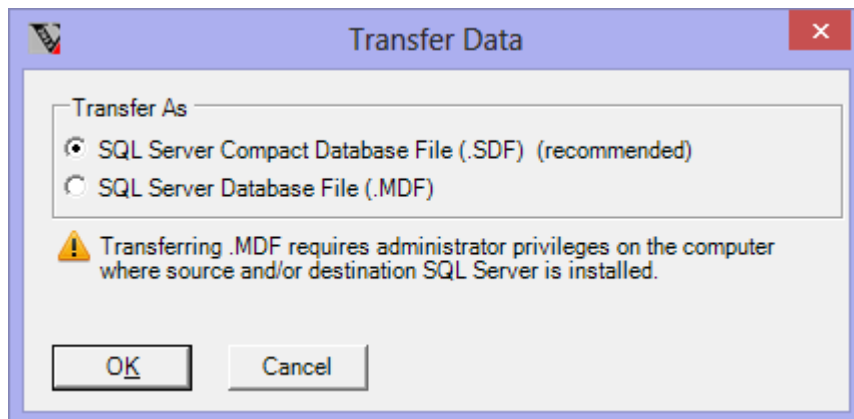 Transfer Data
Transfer As
SQL Server Compact Database File (.SDF) (recommended)
SQL Server Database File (.MDF)
Transferring .MDF requires administrator privileges on the computer
where source and/or destination SQL Server is installed.
OK
Cancel